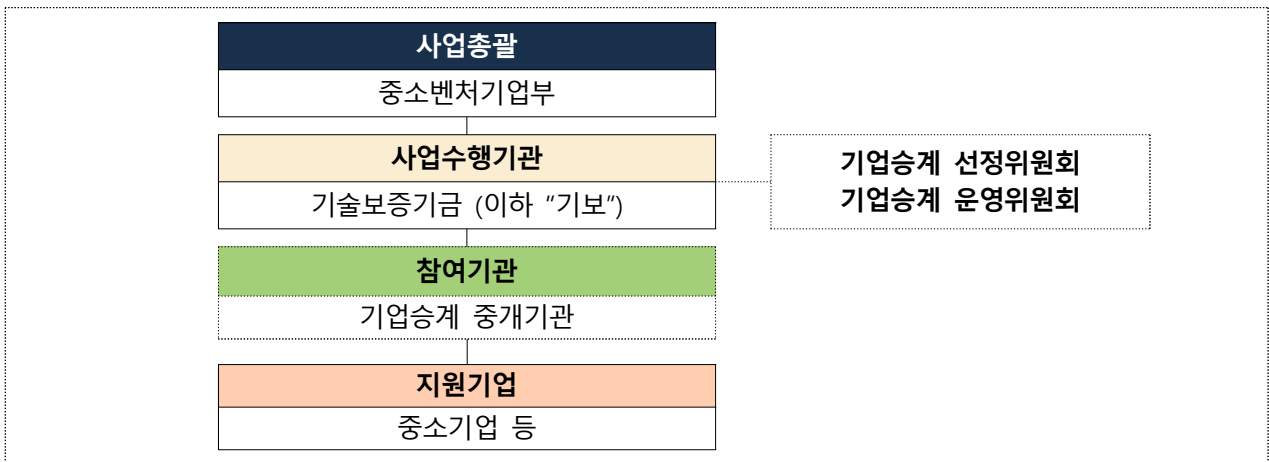 사업총괄
중소벤처기업부
사업수행기관
기술보증기금 (이하 "기보")
기업승계 선정위원회
기업승계 운영위원회
참여기관
기업승계 중개기관
지원기업
중소기업 등